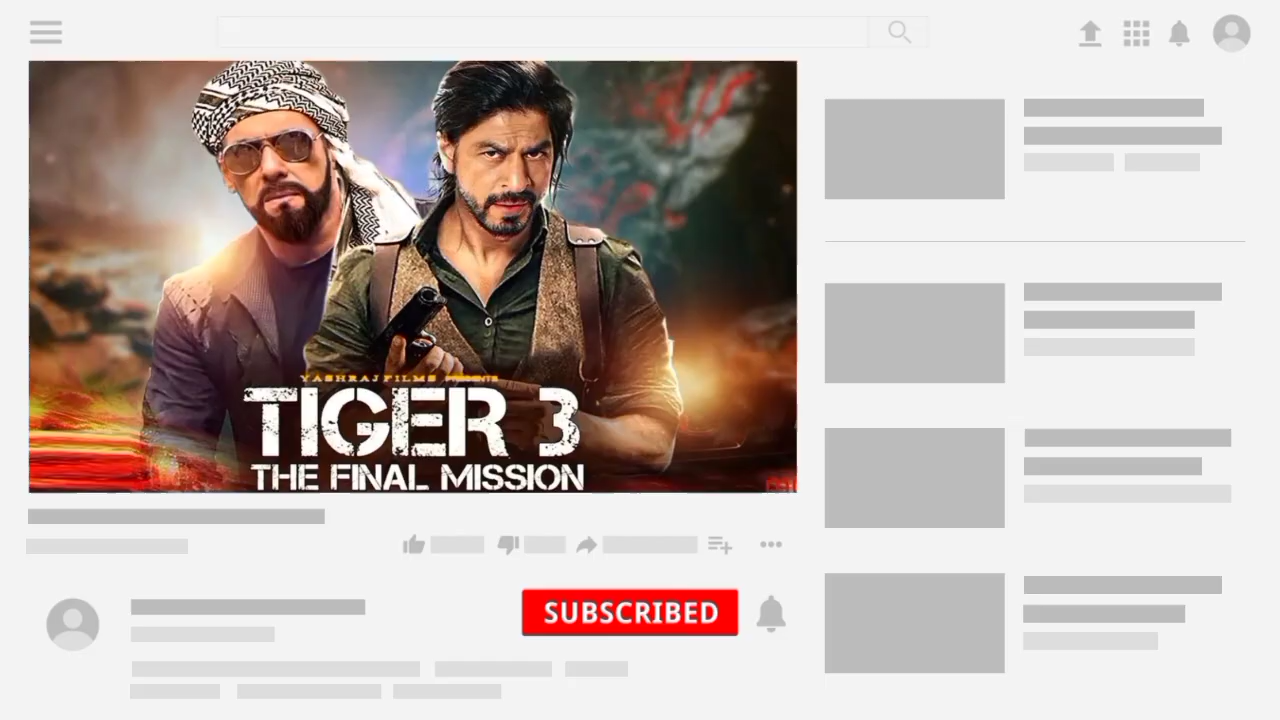 YASHRAJ FILMS PRESENTS
TIGER 3
THE FINAL MISSION
SUBSCRIBED